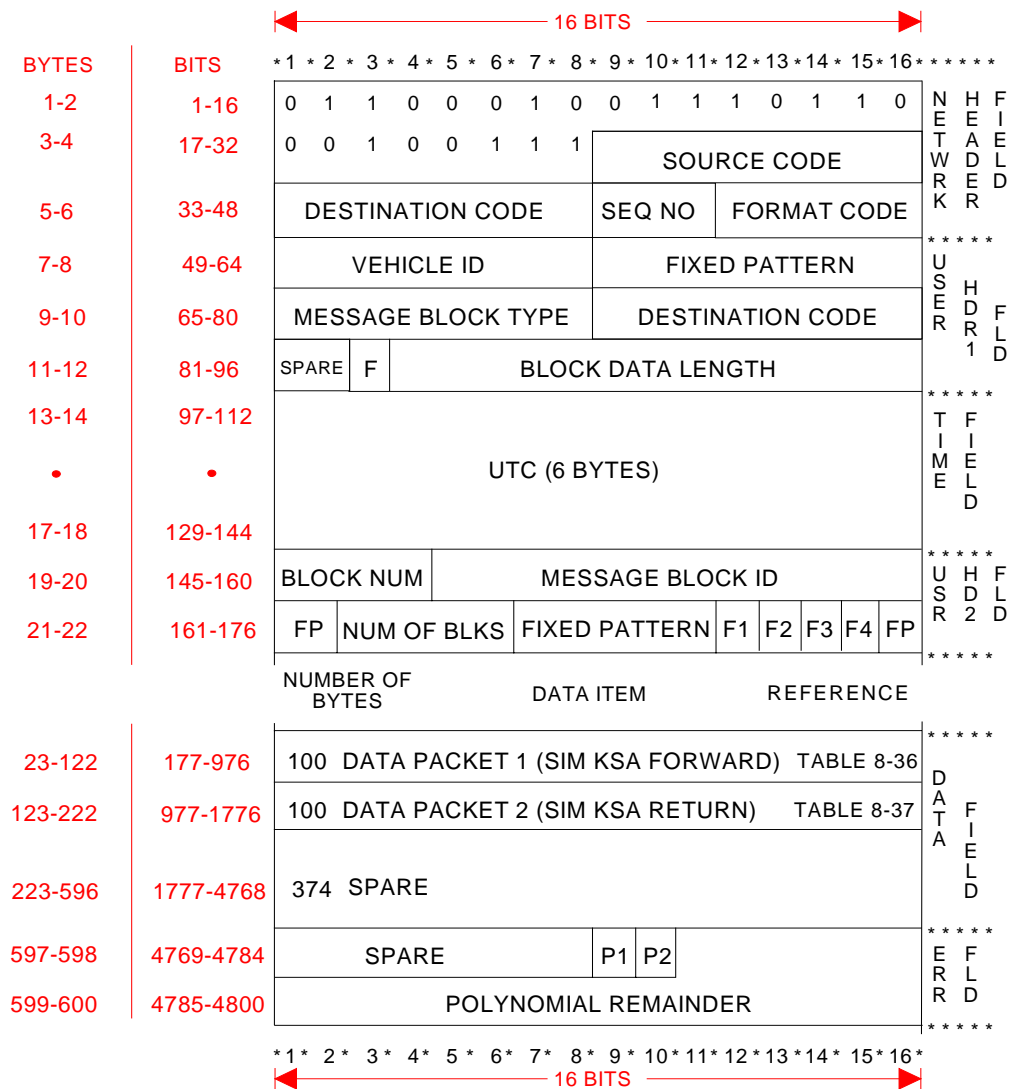 16 BITS
BYTES BITS *1 * 2 * 3 * 4 * 5 * 6 * 7 * 8 * 9 * 10 * 11 * 12 * 13 * 14 * 15 * 16 * * * * * *
1-2 1-16 0 1 1 0 0 0 1 0 0 1 1 1 0 1 1 0
3-4 17-32 0 0 1 0 0 1 1 1 SOURCE CODE
NETWRK HEADER FIELD
5-6 33-48 DESTINATION CODE SEQ NO FORMAT CODE
* * * * *
7-8 49-64 VEHICLE ID FIXED PATTERN
9-10 65-80 MESSAGE BLOCK TYPE DESTINATION CODE
USER HDR1 FLD
11-12 81-96 SPARE F BLOCK DATA LENGTH
* * * * *
13-14 97-112
• • UTC (6 BYTES)
TIME FIELD
17-18 129-144
* * * * *
19-20 145-160 BLOCK NUM MESSAGE BLOCK ID
USR HD2 FLD
21-22 161-176 FP NUM OF BLKS FIXED PATTERN F1 F2 F3 F4 FP
* * * * *
NUMBER OF BYTES DATA ITEM REFERENCE
* * * * *
23-122 177-976 100 DATA PACKET 1 (SIM KSA FORWARD) TABLE 8-36
123-222 977-1776 100 DATA PACKET 2 (SIM KSA RETURN) TABLE 8-37
DATA FIELD
223-596 1777-4768 374 SPARE
* * * * *
597-598 4769-4784 SPARE P1 P2
ERR FLD
599-600 4785-4800 POLYNOMIAL REMAINDER
* * * * *
*1* 2* 3* 4* 5* 6* 7* 8* 9* 10* 11* 12* 13* 14* 15* 16*
16 BITS